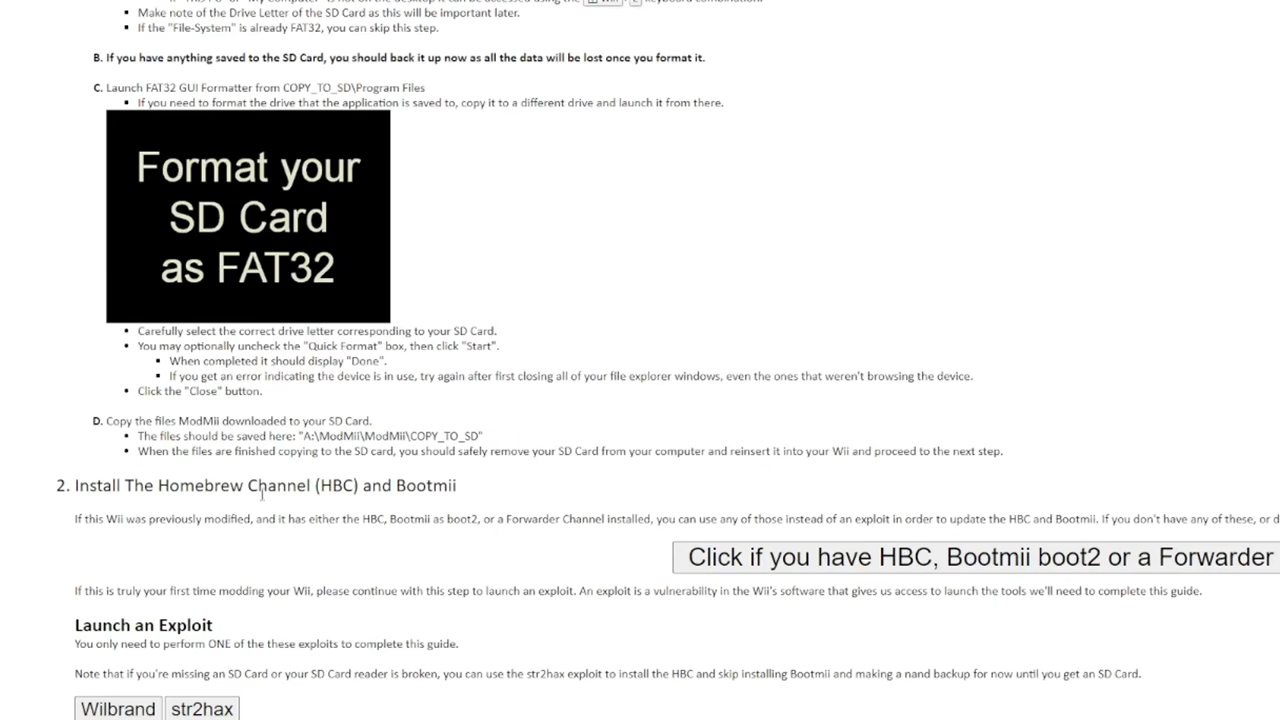 Make note of the Drive Letter of the SD Card as this will be important later.
If the "File-System" is already FAT32, you can skip this step.
B. If you have anything saved to the SD Card, you should back it up now as all the data will be lost once you format it.
C. Launch FAT32 GUI Formatter from COPY_TO_SD\Program Files
If you need to format the drive that the application is saved to, copy it to a different drive and launch it from there.
Format your
SD Card
as FAT32
Carefully select the correct drive letter corresponding to your SD Card.
You may optionally uncheck the "Quick Format" box, then click "Start".
When completed it should display "Done".
If you get an error indicating the device is in use, try again after first closing all of your file explorer windows, even the ones that weren't browsing the device.
Click the "Close" button.
D. Copy the files ModMii downloaded to your SD Card.
The files should be saved here: "A:\ModMii\ModMii\COPY_TO_SD"
When the files are finished copying to the SD card, you should safely remove your SD Card from your computer and reinsert it into your Wii and proceed to the next step.
2. Install The Homebrew Channel (HBC) and Bootmii
If this Wii was previously modified, and it has either the HBC, Bootmii as boot2, or a Forwarder Channel installed, you can use any of those instead of an exploit in order to update the HBC and Bootmii. If you don't have any of these, or d
Click if you have HBC, Bootmii boot2 or a Forwarder
If this is truly your first time modding your Wii, please continue with this step to launch an exploit. An exploit is a vulnerability in the Wii's software that gives us access to launch the tools we'll need to complete this guide.
Launch an Exploit
You only need to perform ONE of the these exploits to complete this guide.
Note that if you're missing an SD Card or your SD Card reader is broken, you can use the str2hax exploit to install the HBC and skip installing Bootmii and making a nand backup for now until you get an SD Card.
Wilbrand str2hax